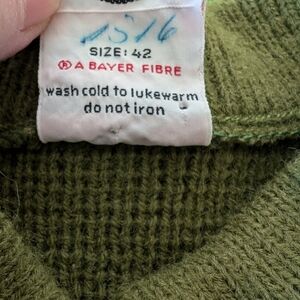 1516
SIZE: 42
® A BAYER FIBRE
wash cold to lukewarm
do not iron